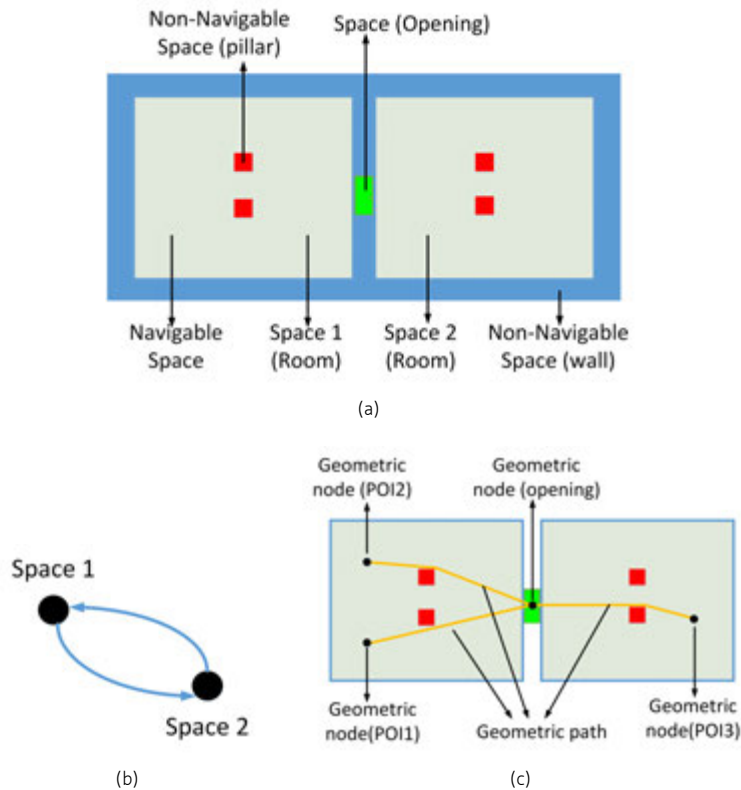 Non-Navigable
Space (pillar)
Space (Opening)
Navigable
Space
Space 1
(Room)
Space 2
(Room)
Non-Navigable
Space (wall)
(a)
Space 1
Space 2
(b)
Geometric
node (POI2)
Geometric
node (opening)
Geometric
node(POI1)
Geometric path
Geometric
node(POI3)
(c)